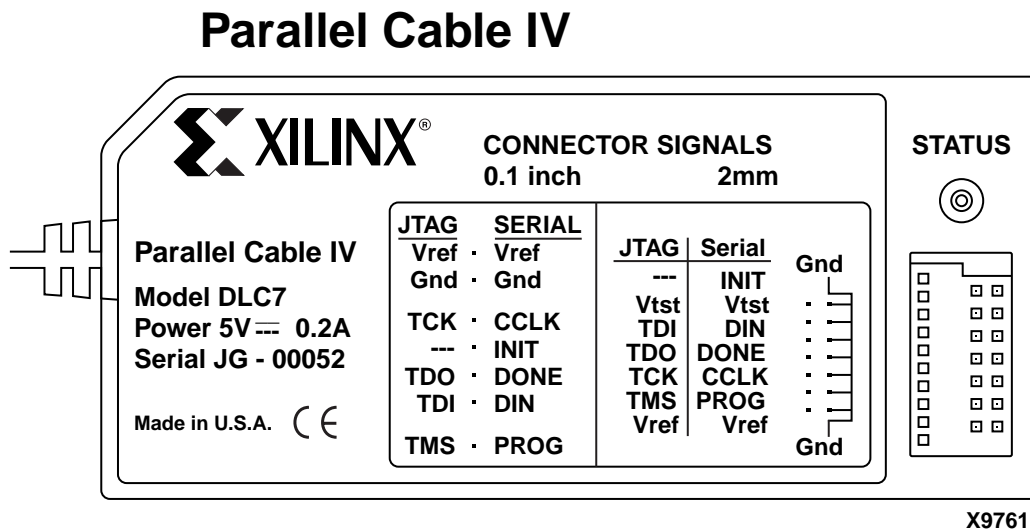 Parallel Cable IV
XILINX®
CONNECTOR SIGNALS
0.1 inch 2mm
STATUS
Parallel Cable IV
Model DLC7
Power 5V⎓ 0.2A
Serial JG - 00052
Made in U.S.A. CE
JTAG SERIAL
Vref · Vref
Gnd · Gnd
TCK · CCLK
--- · INIT
TDO · DONE
TDI · DIN
TMS · PROG
JTAG Serial
Gnd
--- INIT
Vtst Vtst
TDI DIN
TDO DONE
TCK CCLK
TMS PROG
Vref Vref
Gnd
X9761